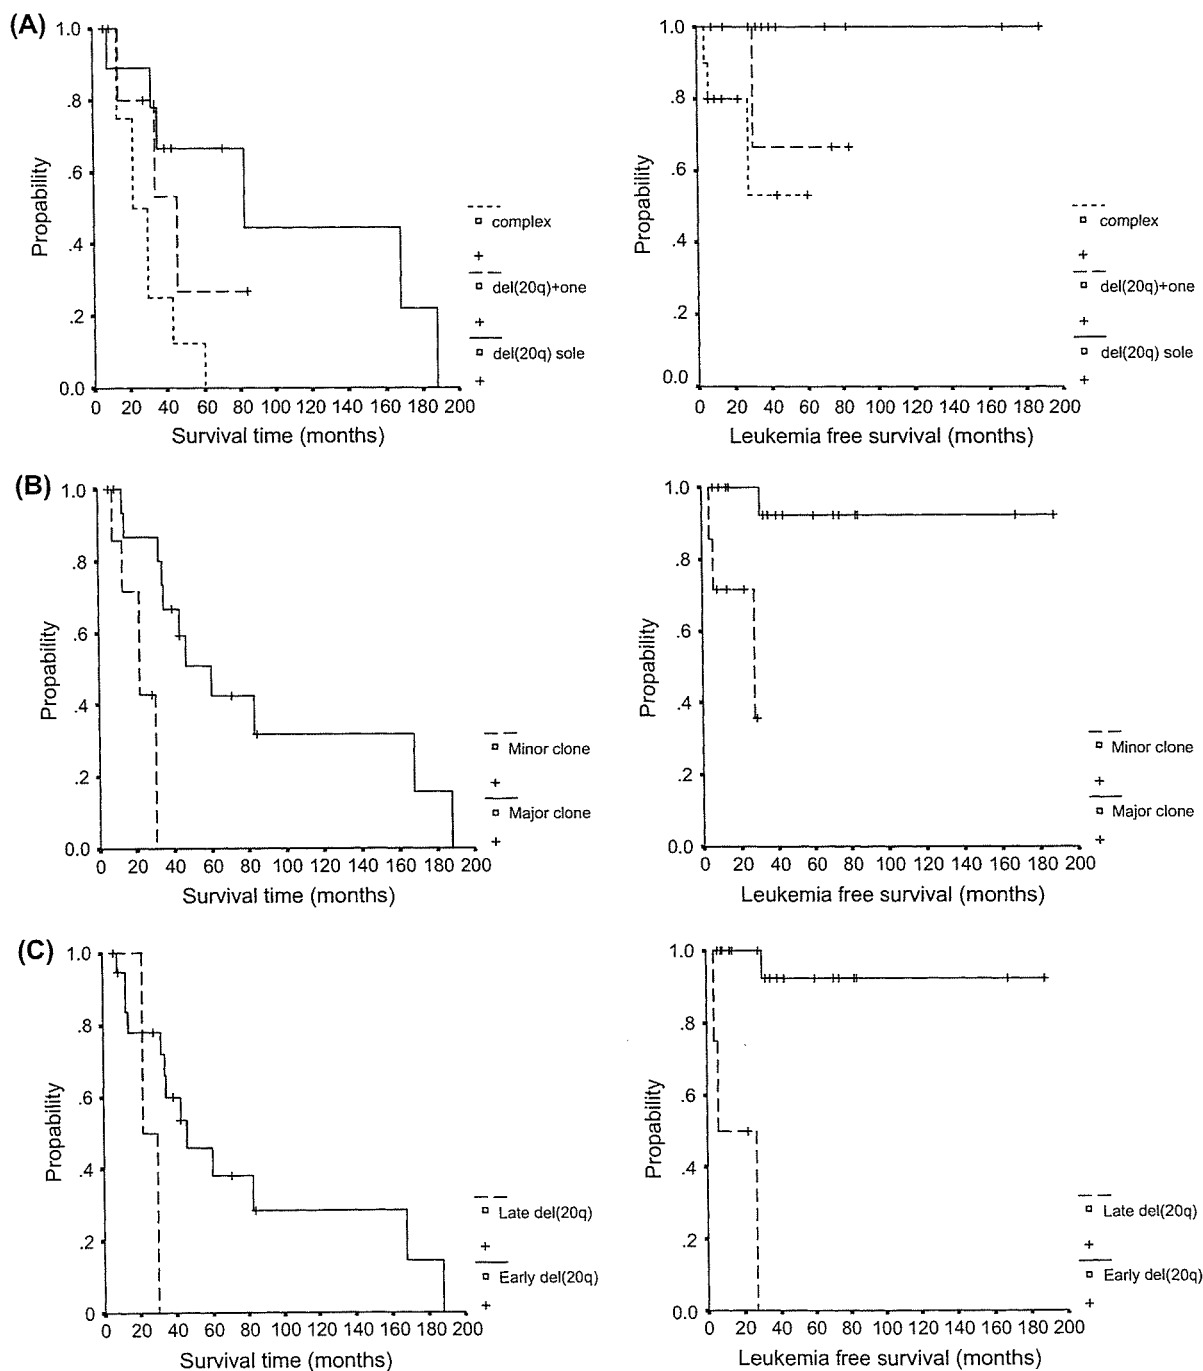 (A)
Propability
1.0
.8
.6
.4
.2
0.0
0 20 40 60 80 100 120 140 160 180 200
Survival time (months)
complex
del(20q)+one
del(20q) sole
Propability
1.0
.8
.6
.4
.2
0.0
0 20 40 60 80 100 120 140 160 180 200
Leukemia free survival (months)
complex
del(20q)+one
del(20q) sole
(B)
Propability
1.0
.8
.6
.4
.2
0.0
0 20 40 60 80 100 120 140 160 180 200
Survival time (months)
Minor clone
Major clone
Propability
1.0
.8
.6
.4
.2
0.0
0 20 40 60 80 100 120 140 160 180 200
Leukemia free survival (months)
Minor clone
Major clone
(C)
Propability
1.0
.8
.6
.4
.2
0
0 20 40 60 80 100 120 140 160 180 200
Survival time (months)
Late del(20q)
Early del(20q)
Propability
1.0
.8
.6
.4
.2
0.0
0 20 40 60 80 100 120 140 160 180 200
Leukemia free survival (months)
Late del(20q)
Early del(20q)